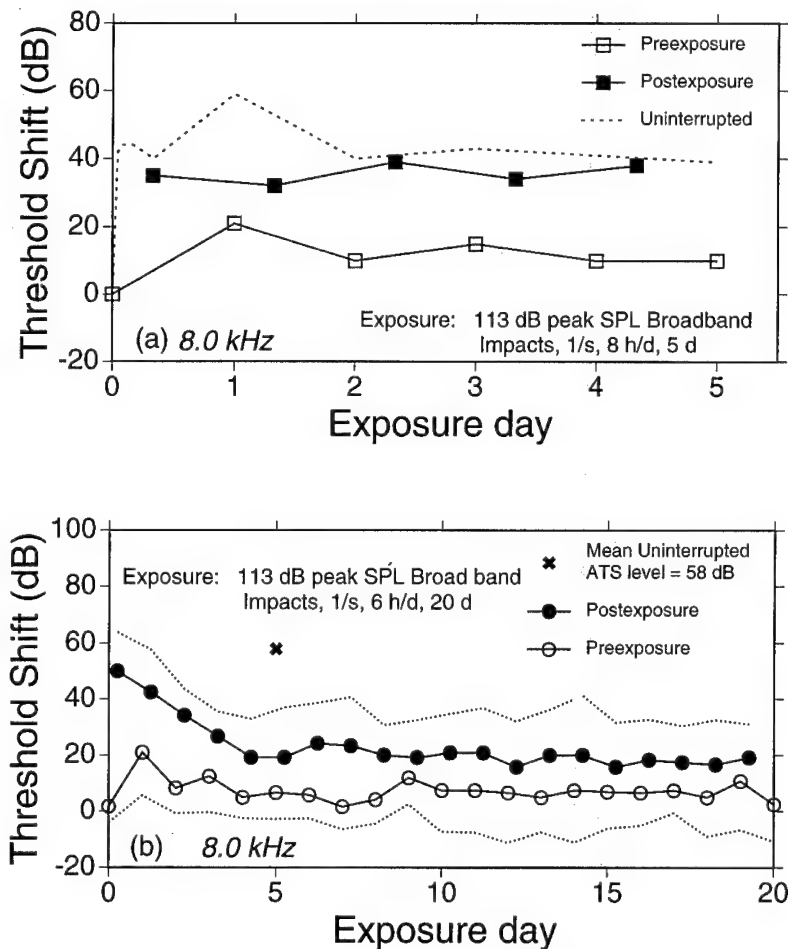 80
60
40
20
0
-20
Threshold Shift (dB)
Preexposure
Postexposure
Uninterrupted
(a) 8.0 kHz
Exposure: 113 dB peak SPL Broadband
Impacts, 1/s, 8 h/d, 5 d
0 1 2 3 4 5
Exposure day
100
80
60
40
20
0
-20
Threshold Shift (dB)
Exposure: 113 dB peak SPL Broad band
Impacts, 1/s, 6 h/d, 20 d
Mean Uninterrupted
ATS level = 58 dB
Postexposure
Preexposure
(b) 8.0 kHz
0 5 10 15 20
Exposure day